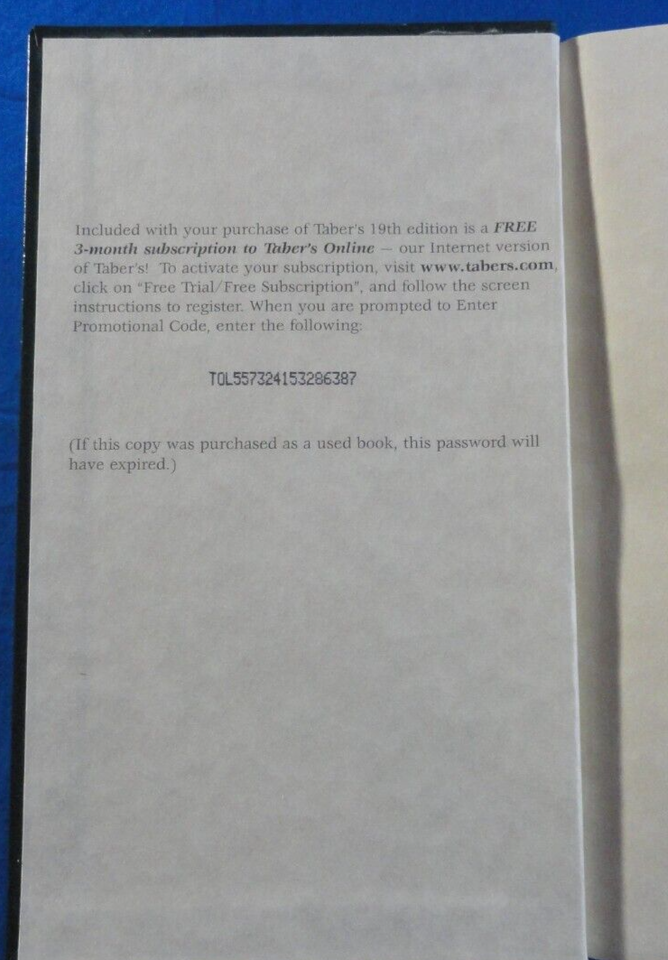 Included with your purchase of Taber's 19th edition is a FREE
3-month subscription to Taber's Online — our Internet version
of Taber's! To activate your subscription, visit www.tabers.com,
click on "Free Trial/Free Subscription", and follow the screen
instructions to register. When you are prompted to Enter
Promotional Code, enter the following:
TOL557324153286387
(If this copy was purchased as a used book, this password will
have expired.)